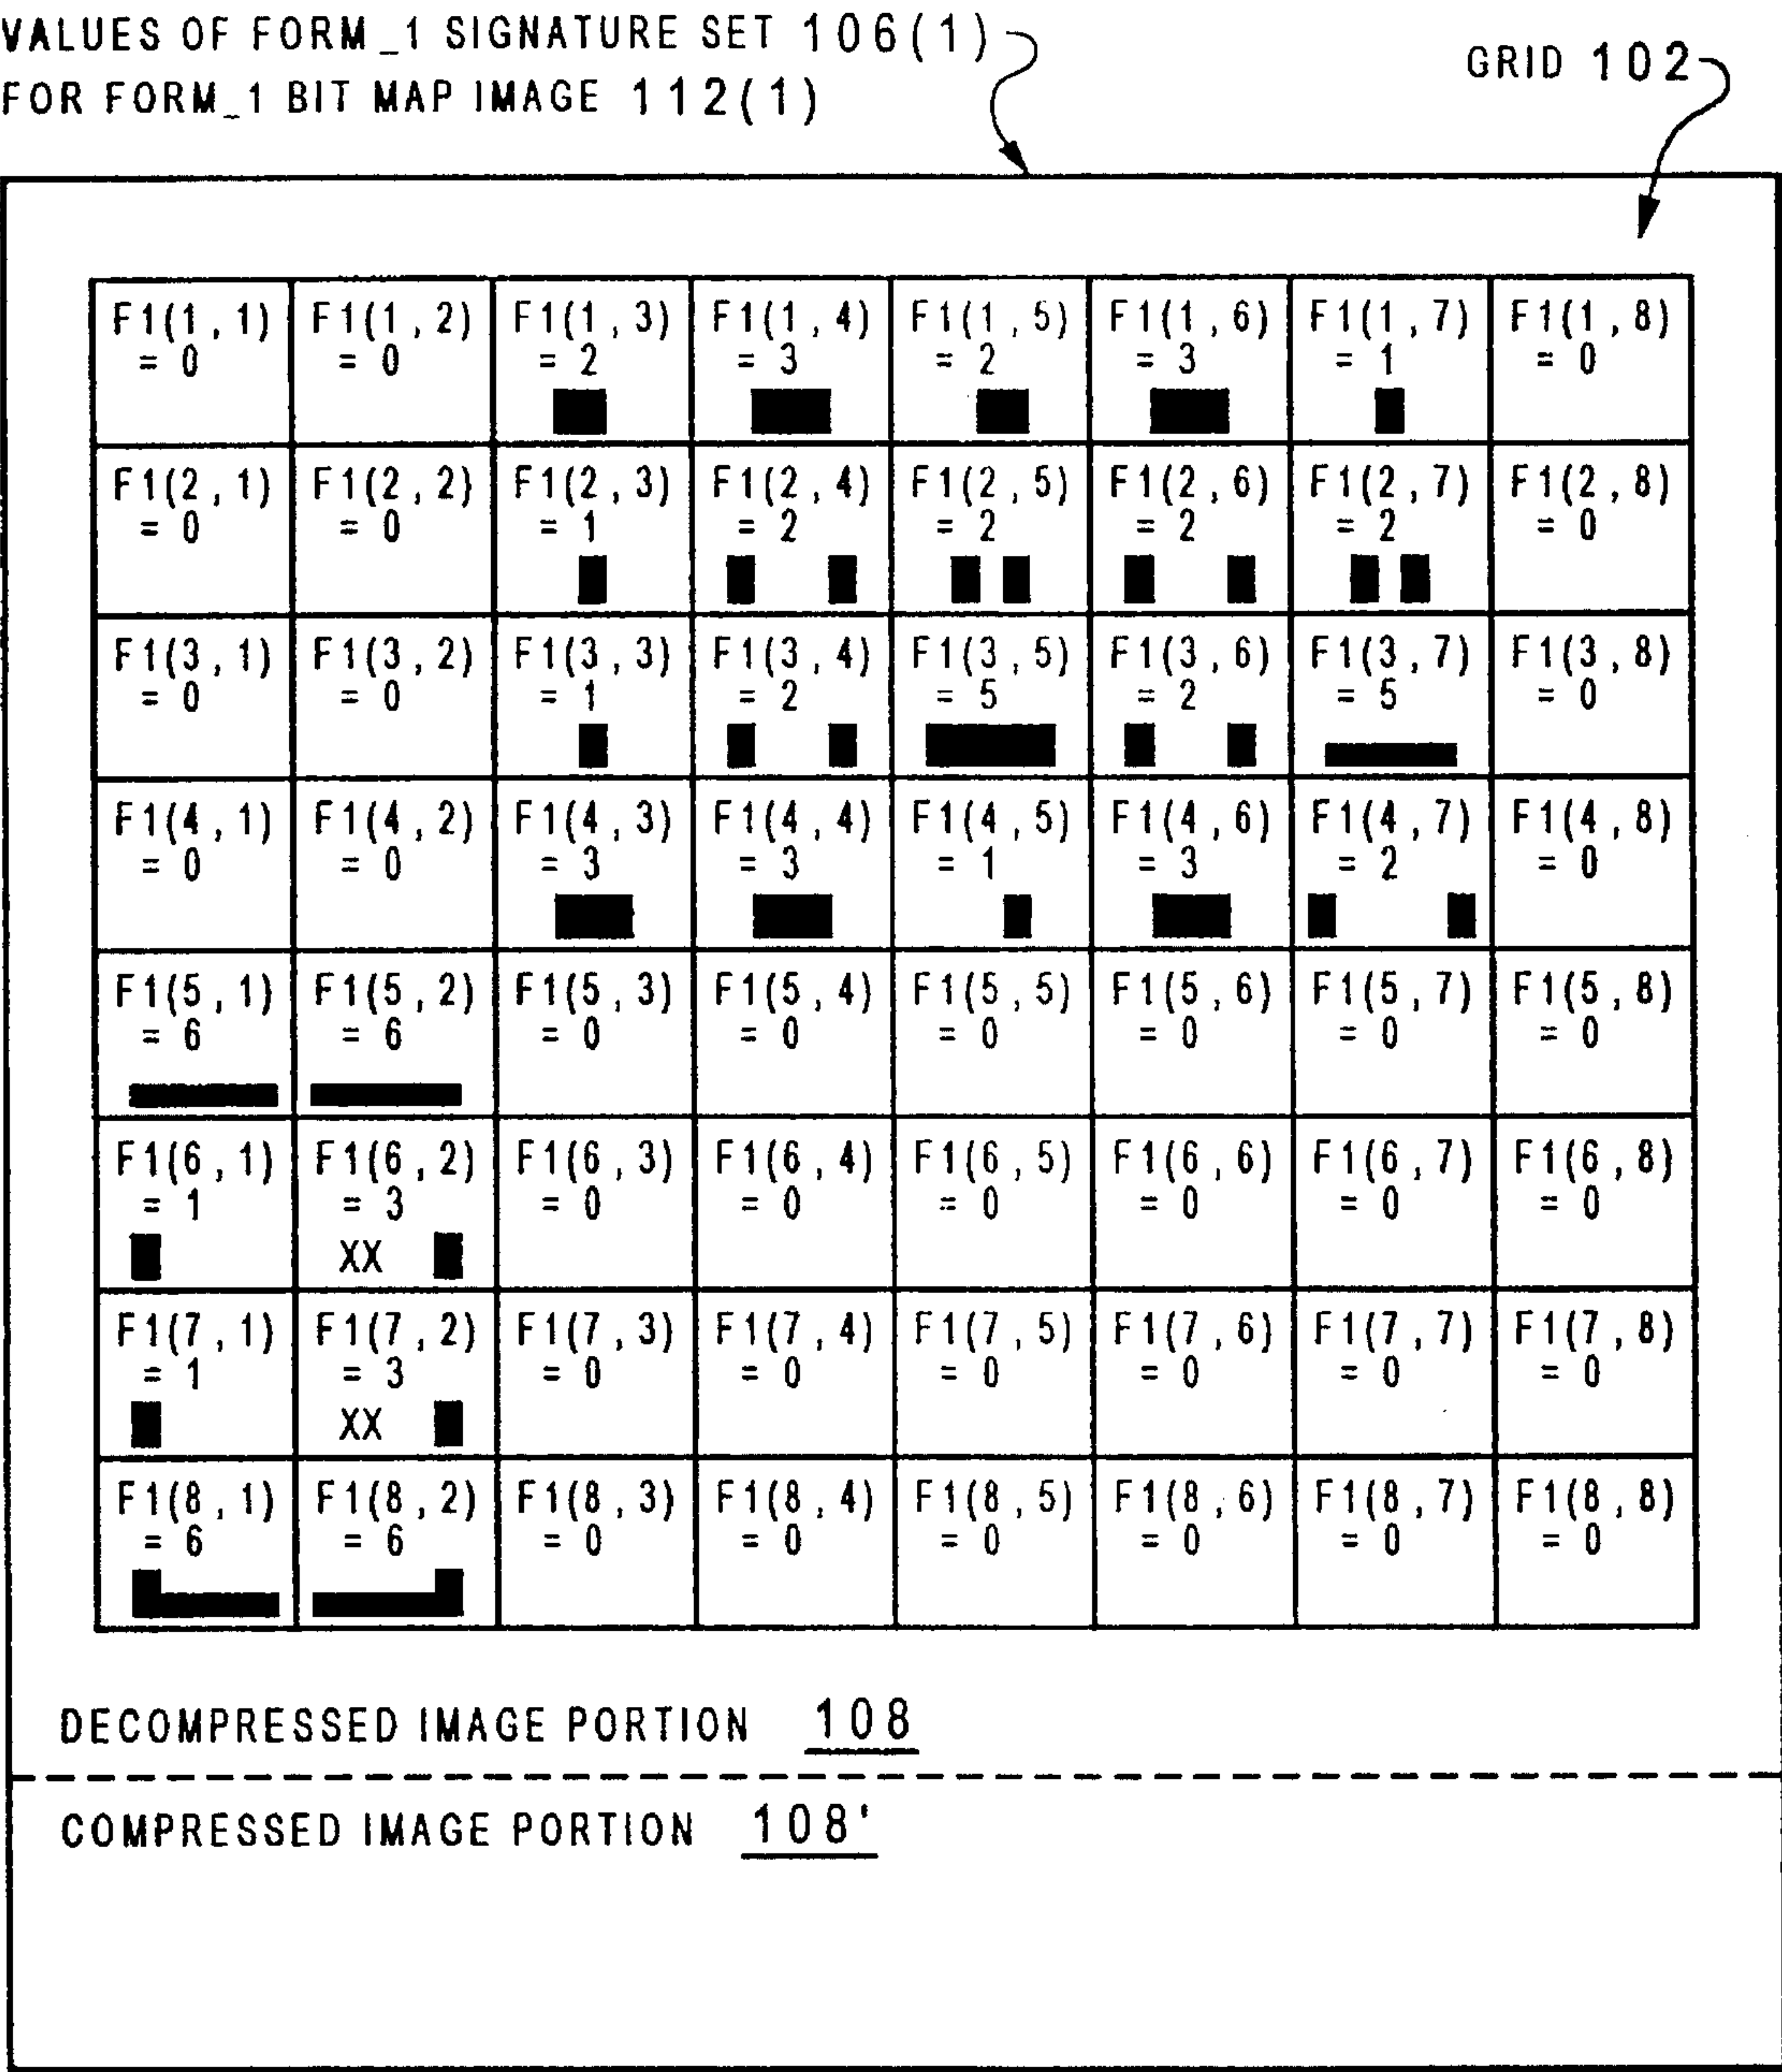 VALUES OF FORM_1 SIGNATURE SET 106(1)
FOR FORM_1 BIT MAP IMAGE 112(1)
GRID 102
F1(1,1) F1(1,2) F1(1,3) F1(1,4) F1(1,5) F1(1,6) F1(1,7) F1(1,8)
= 0 = 0 = 2 = 3 = 2 = 3 = 1 = 0
F1(2,1) F1(2,2) F1(2,3) F1(2,4) F1(2,5) F1(2,6) F1(2,7) F1(2,8)
= 0 = 0 = 1 = 2 = 2 = 2 = 2 = 0
F1(3,1) F1(3,2) F1(3,3) F1(3,4) F1(3,5) F1(3,6) F1(3,7) F1(3,8)
= 0 = 0 = 1 = 2 = 5 = 2 = 5 = 0
F1(4,1) F1(4,2) F1(4,3) F1(4,4) F1(4,5) F1(4,6) F1(4,7) F1(4,8)
= 0 = 0 = 3 = 3 = 1 = 3 = 2 = 0
F1(5,1) F1(5,2) F1(5,3) F1(5,4) F1(5,5) F1(5,6) F1(5,7) F1(5,8)
= 6 = 6 = 0 = 0 = 0 = 0 = 0 = 0
F1(6,1) F1(6,2) F1(6,3) F1(6,4) F1(6,5) F1(6,6) F1(6,7) F1(6,8)
= 1 = 3 = 0 = 0 = 0 = 0 = 0 = 0
XX
F1(7,1) F1(7,2) F1(7,3) F1(7,4) F1(7,5) F1(7,6) F1(7,7) F1(7,8)
= 1 = 3 = 0 = 0 = 0 = 0 = 0 = 0
XX
F1(8,1) F1(8,2) F1(8,3) F1(8,4) F1(8,5) F1(8,6) F1(8,7) F1(8,8)
= 6 = 6 = 0 = 0 = 0 = 0 = 0 = 0
DECOMPRESSED IMAGE PORTION 108
COMPRESSED IMAGE PORTION 108'